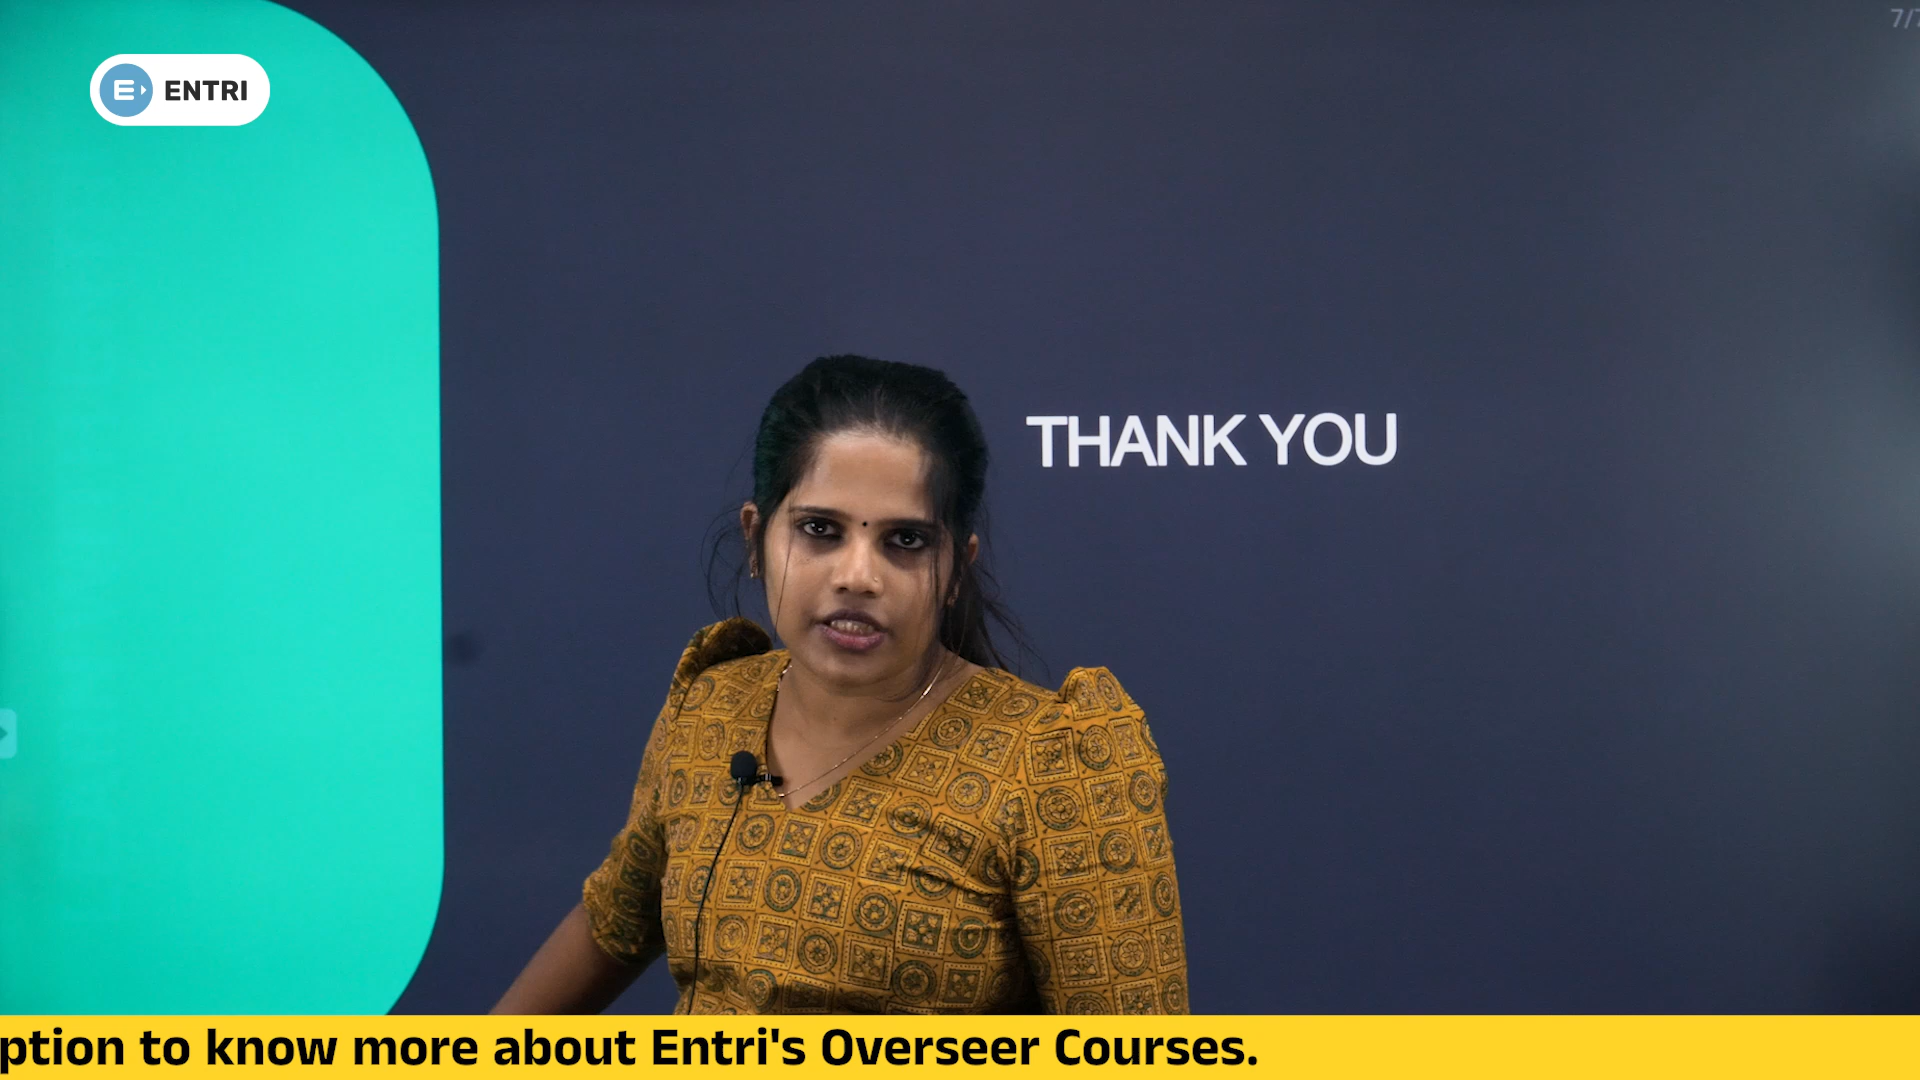 ENTRI
THANK YOU
ption to know more about Entri's Overseer Courses.